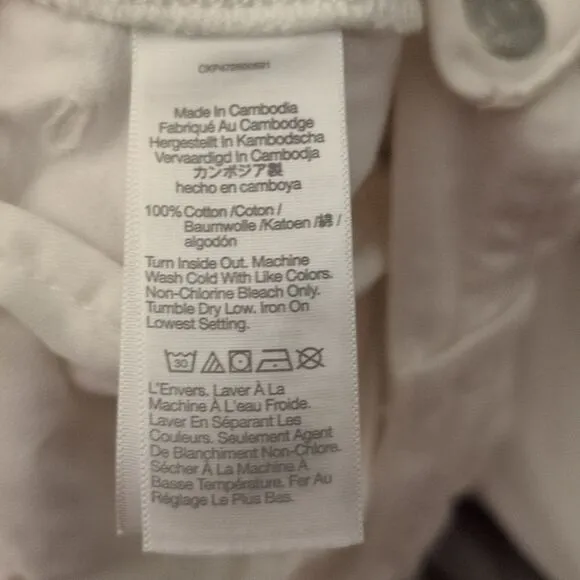 Made In Cambodia
Fabriqué Au Cambodge
Hergestellt In Kambodscha
Vervaardigd In Cambodja
カンボジア製
hecho en camboya
100% Cotton /Coton /
Baumwolle /Katoen /綿 /
algodón
Turn Inside Out. Machine
Wash Cold With Like Colors.
Non-Chlorine Bleach Only.
Tumble Dry Low. Iron On
Lowest Setting.
30
L'Envers. Laver À La
Machine À L'eau Froide.
Laver En Séparant Les
Couleurs. Seulement Agent
De Blanchiment Non-Chlore.
Sécher À La Machine À
Basse Température. Fer Au
Réglage Le Plus Bas.